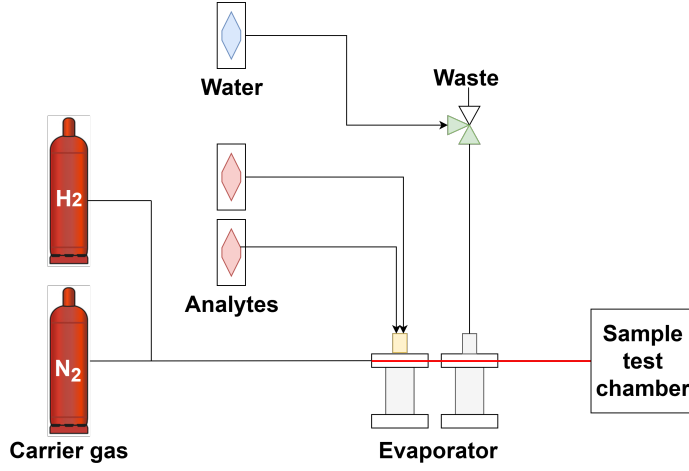 Water
Waste
H2
Analytes
N2
Sample
test
chamber
Carrier gas
Evaporator